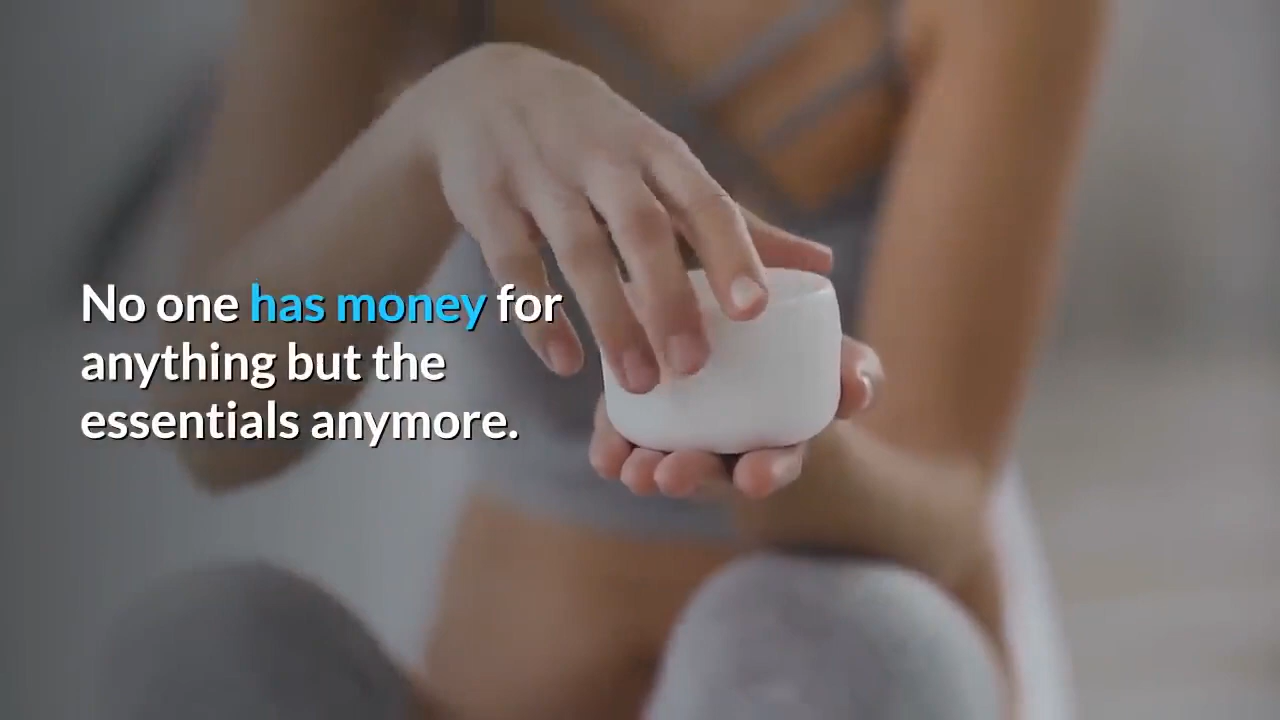 No one has money for
anything but the
essentials anymore.